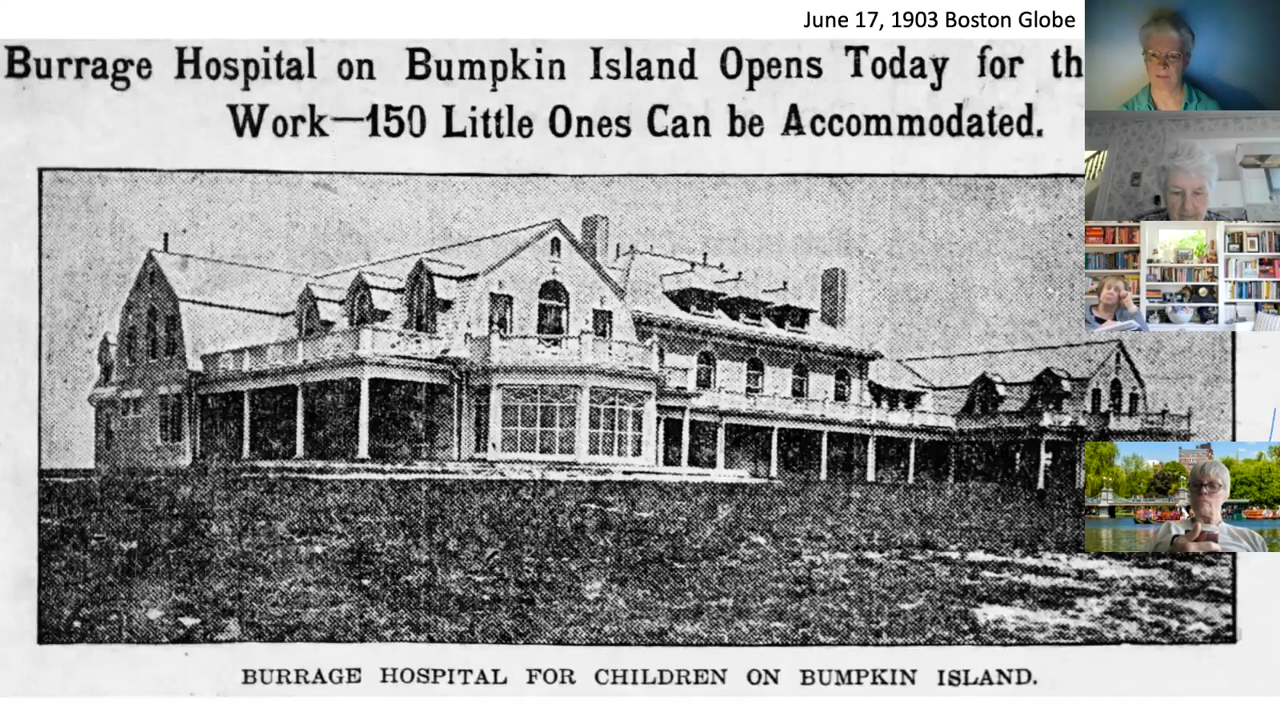 June 17, 1903 Boston Globe
Burrage Hospital on Bumpkin Island Opens Today for th
Work—150 Little Ones Can be Accommodated.
BURRAGE HOSPITAL FOR CHILDREN ON BUMPKIN ISLAND.